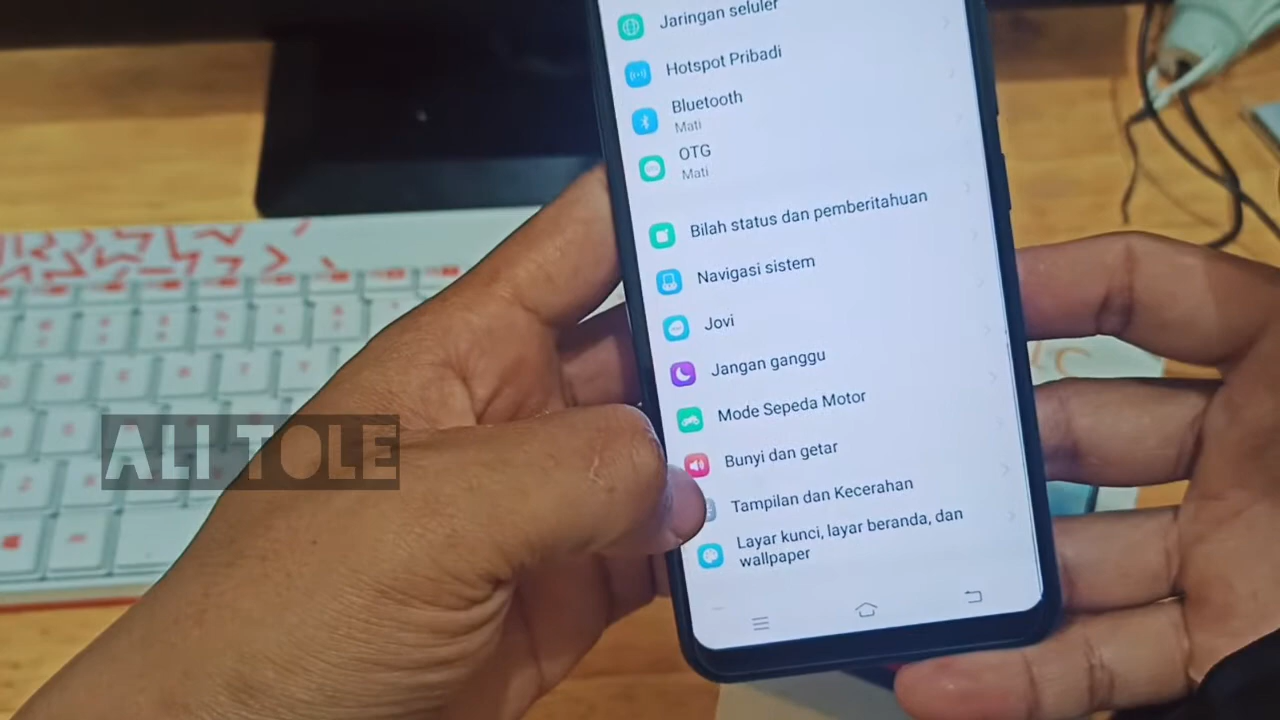 Jaringan seluler
Hotspot Pribadi
Bluetooth
Mati
OTG
Mati
Bilah status dan pemberitahuan
Navigasi sistem
Jovi
Jangan ganggu
Mode Sepeda Motor
Bunyi dan getar
Tampilan dan Kecerahan
Layar kunci, layar beranda, dan
wallpaper
ALI TOLE